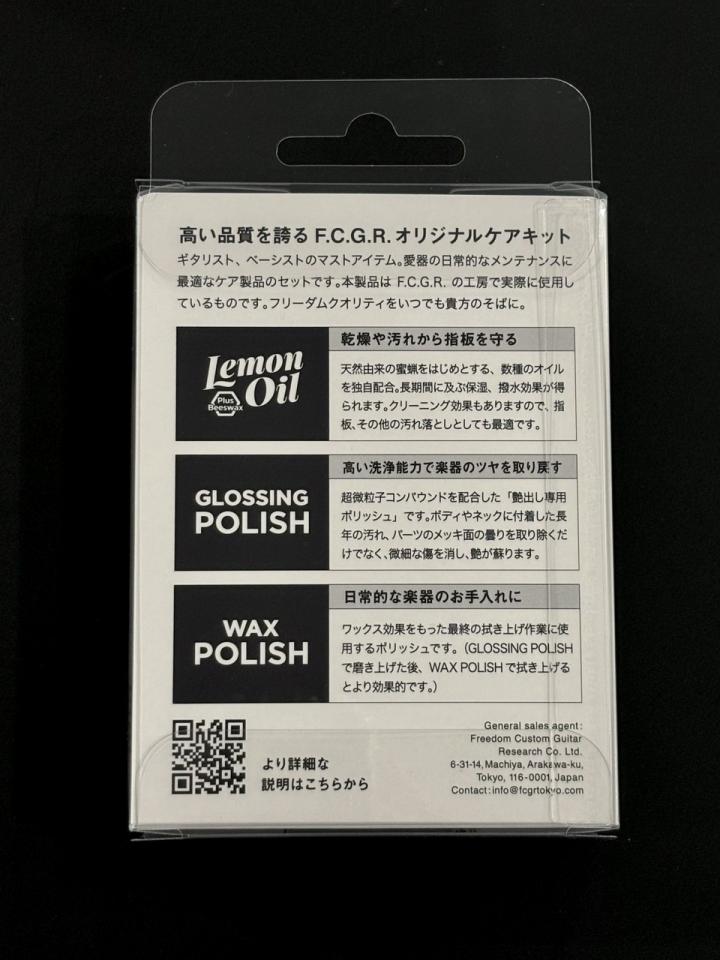 高い品質を誇る F.C.G.R. オリジナルケアキット
ギタリスト、ベーシストのマストアイテム。愛器の日常的なメンテナンスに
最適なケア製品のセットです。本製品は F.C.G.R. の工房で実際に使用し
ているものです。フリーダムクオリティをいつでも貴方のそばに。
Lemon
Oil
Plus
Beeswax
乾燥や汚れから指板を守る
天然由来の蜜蝋をはじめとする、数種のオイル
を独自配合。長期間に及ぶ保湿、撥水効果が得
られます。クリーニング効果もありますので、指
板、その他の汚れ落としとしても最適です。
GLOSSING
POLISH
高い洗浄能力で楽器のツヤを取り戻す
超微粒子コンパウンドを配合した「艶出し専用
ポリッシュ」です。ボディやネックに付着した長
年の汚れ、パーツのメッキ面の曇りを取り除くだ
けでなく、微細な傷を消し、艶が蘇ります。
WAX
POLISH
日常的な楽器のお手入れに
ワックス効果をもった最終の拭き上げ作業に使
用するポリッシュです。（GLOSSING POLISH
で磨き上げた後、WAX POLISH で拭き上げる
とより効果的です。）
より詳細な
説明はこちらから
General sales agent:
Freedom Custom Guitar
Research Co. Ltd.
6-31-14, Machiya, Arakawa-ku,
Tokyo, 116-0001, Japan
Contact: info@fcgrtokyo.com